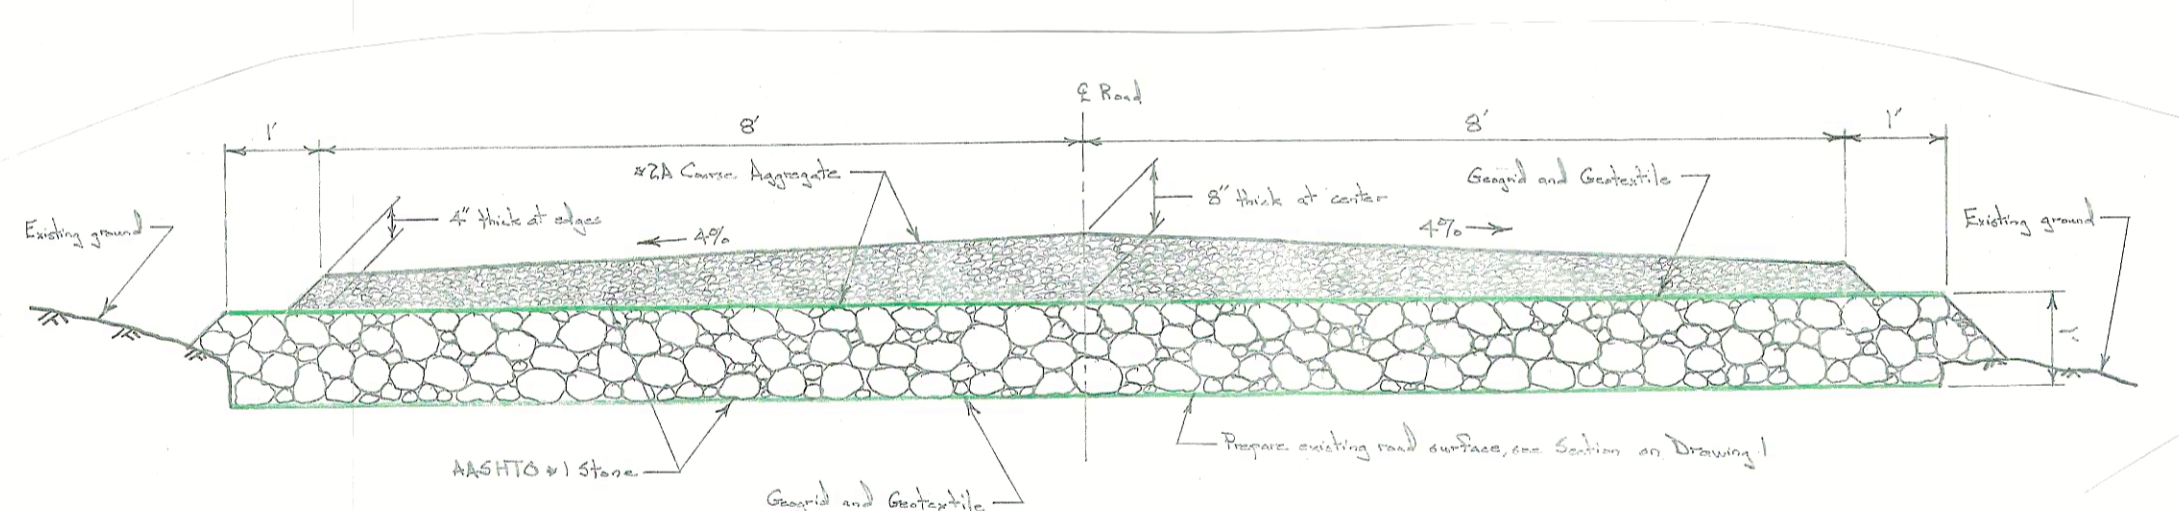 ℄ Road
1'
8'
8'
1'
#2A Course Aggregate
Geogrid and Geotextile
8" thick at center
4" thick at edges
Existing ground
Existing ground
4%
4%
1'
Prepare existing road surface, see Section on Drawing 1
AASHTO #1 Stone
Geogrid and Geotextile